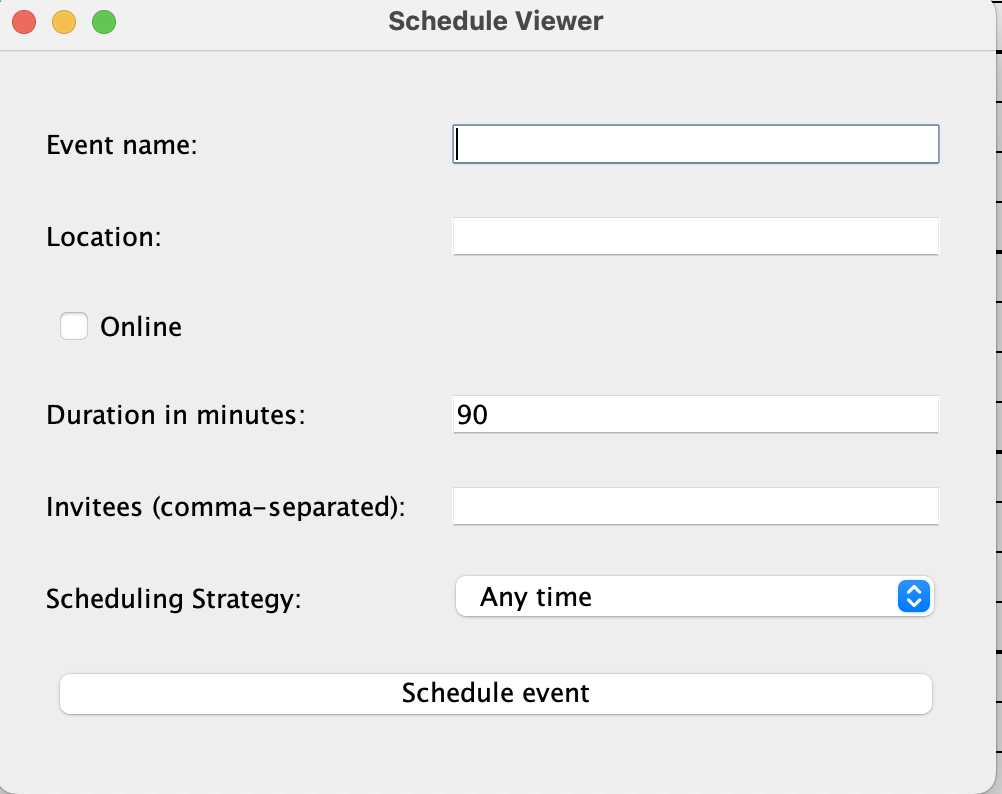 Schedule Viewer
Event name:
Location:
Online
Duration in minutes: 90
Invitees (comma-separated):
Scheduling Strategy: Any time
Schedule event